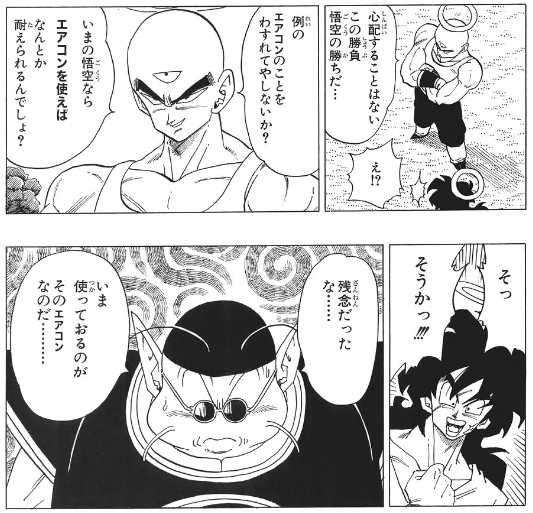 心配することはない
この勝負
悟空の勝ちだ…
え!?
例の
エアコンのことを
わすれてやしないか?
いまの悟空なら
エアコンを使えば
なんとか
耐えられるんでしょ?
そっ
そうかっ!!!
残念だった
な……
いま
使っておるのが
そのエアコン
なのだ………